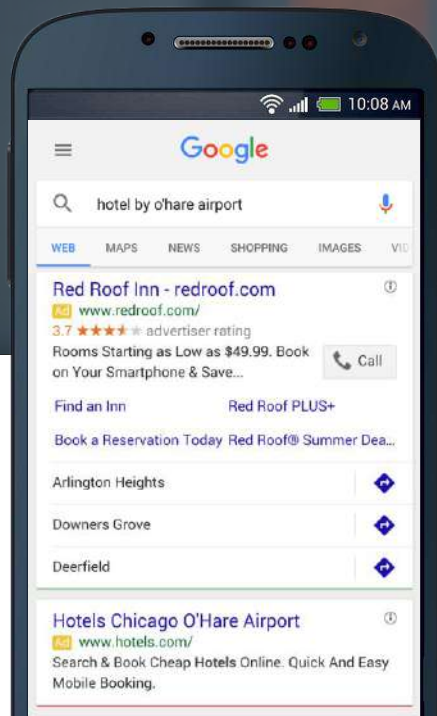 10:08 AM
Google
hotel by o'hare airport
WEB MAPS NEWS SHOPPING IMAGES VID
Red Roof Inn - redroof.com
Ad www.redroof.com/
3.7 ★★★★★ advertiser rating
Rooms Starting as Low as $49.99. Book
on Your Smartphone & Save...
Call
Find an Inn Red Roof PLUS+
Book a Reservation Today Red Roof® Summer Dea...
Arlington Heights
Downers Grove
Deerfield
Hotels Chicago O'Hare Airport
Ad www.hotels.com/
Search & Book Cheap Hotels Online. Quick And Easy
Mobile Booking.